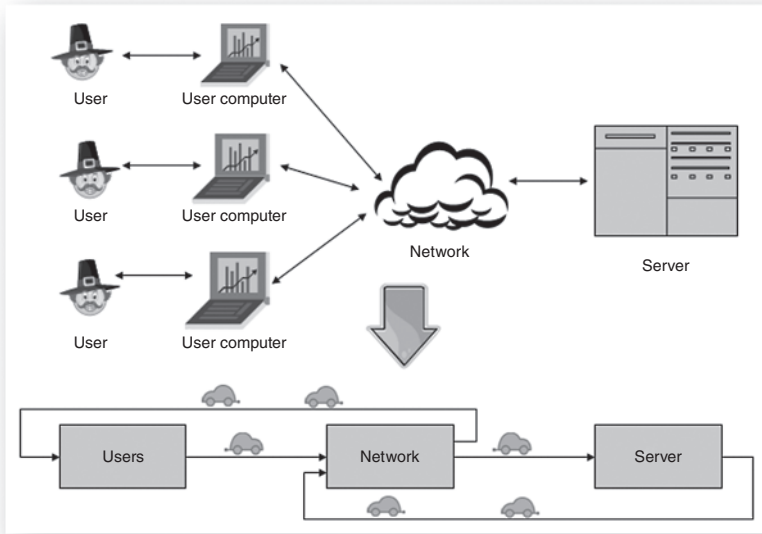 User
User computer
User
User computer
Network
Server
User
User computer
Users
Network
Server